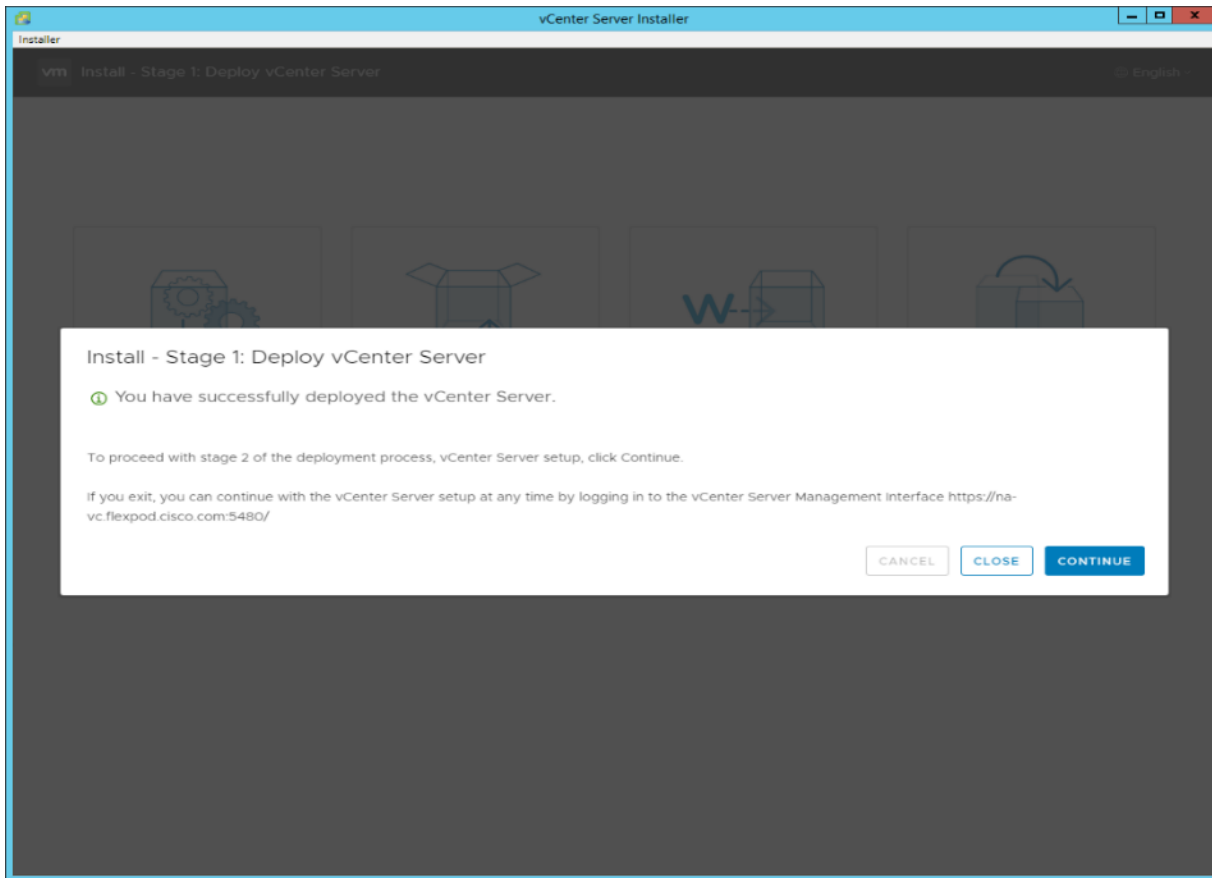 vCenter Server Installer
Installer
vm Install - Stage 1: Deploy vCenter Server
English
W
Install - Stage 1: Deploy vCenter Server
You have successfully deployed the vCenter Server.
To proceed with stage 2 of the deployment process, vCenter Server setup, click Continue.
If you exit, you can continue with the vCenter Server setup at any time by logging in to the vCenter Server Management Interface https://na-
vc.flexpod.cisco.com:5480/
CANCEL CLOSE CONTINUE